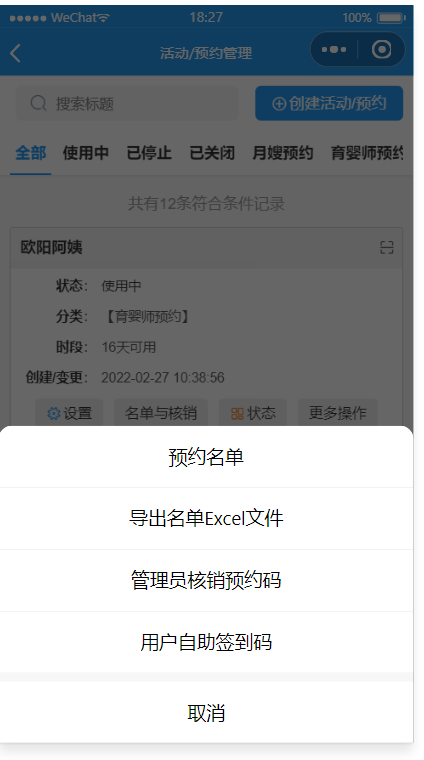 WeChat 18:27 100%
活动/预约管理
搜索标题 创建活动/预约
全部 使用中 已停止 已关闭 月嫂预约 育婴师预约
共有12条符合条件记录
欧阳阿姨
状态： 使用中
分类： 【育婴师预约】
时段： 16天可用
创建/变更： 2022-02-27 10:38:56
设置 名单与核销 状态 更多操作
预约名单
导出名单Excel文件
管理员核销预约码
用户自助签到码
取消